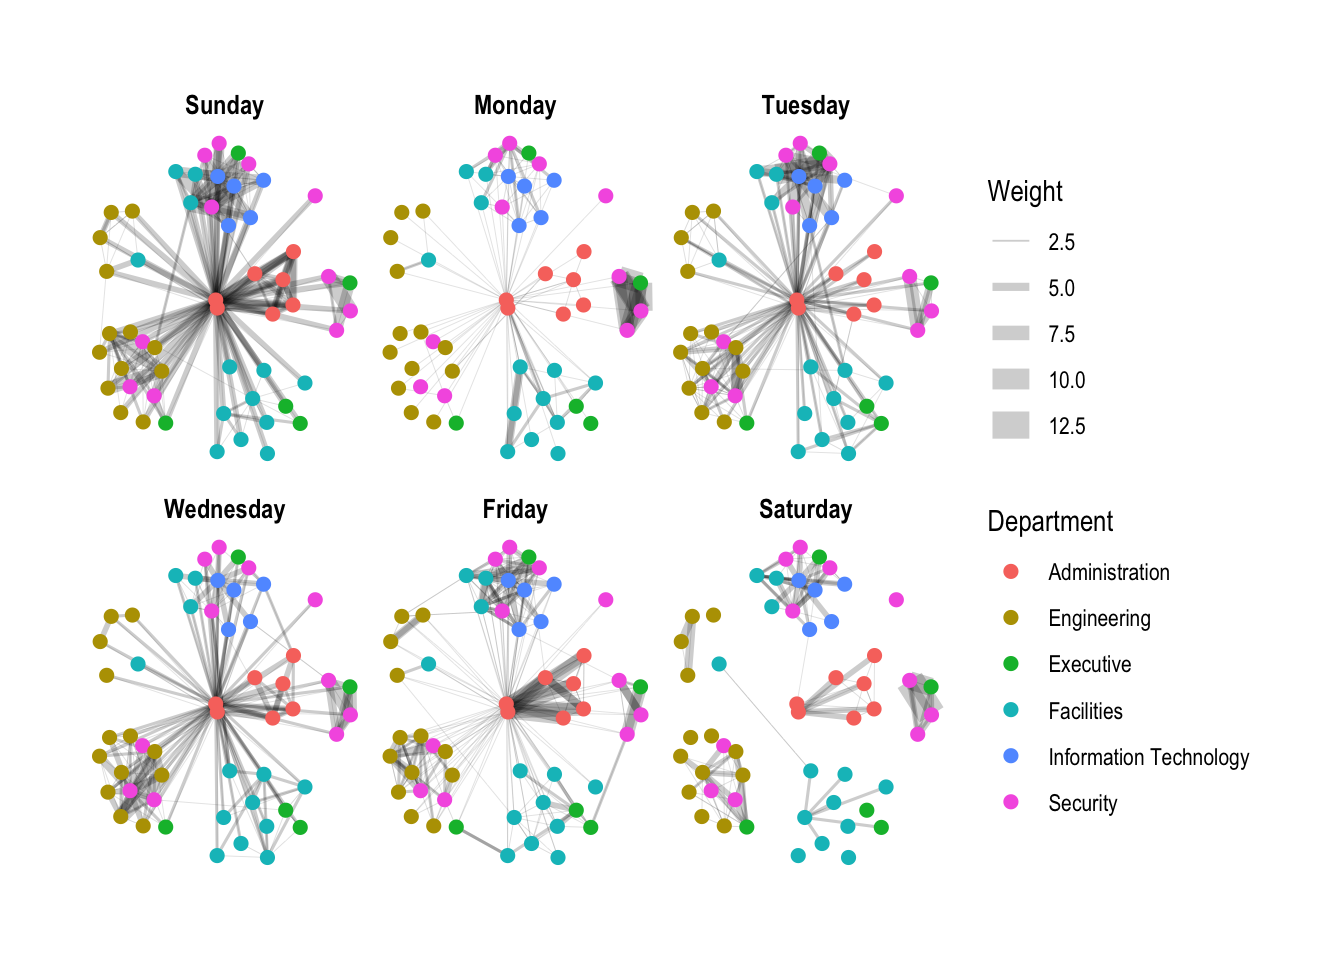 Sunday
Monday
Tuesday
Wednesday
Friday
Saturday
Weight
2.5
5.0
7.5
10.0
12.5
Department
Administration
Engineering
Executive
Facilities
Information Technology
Security